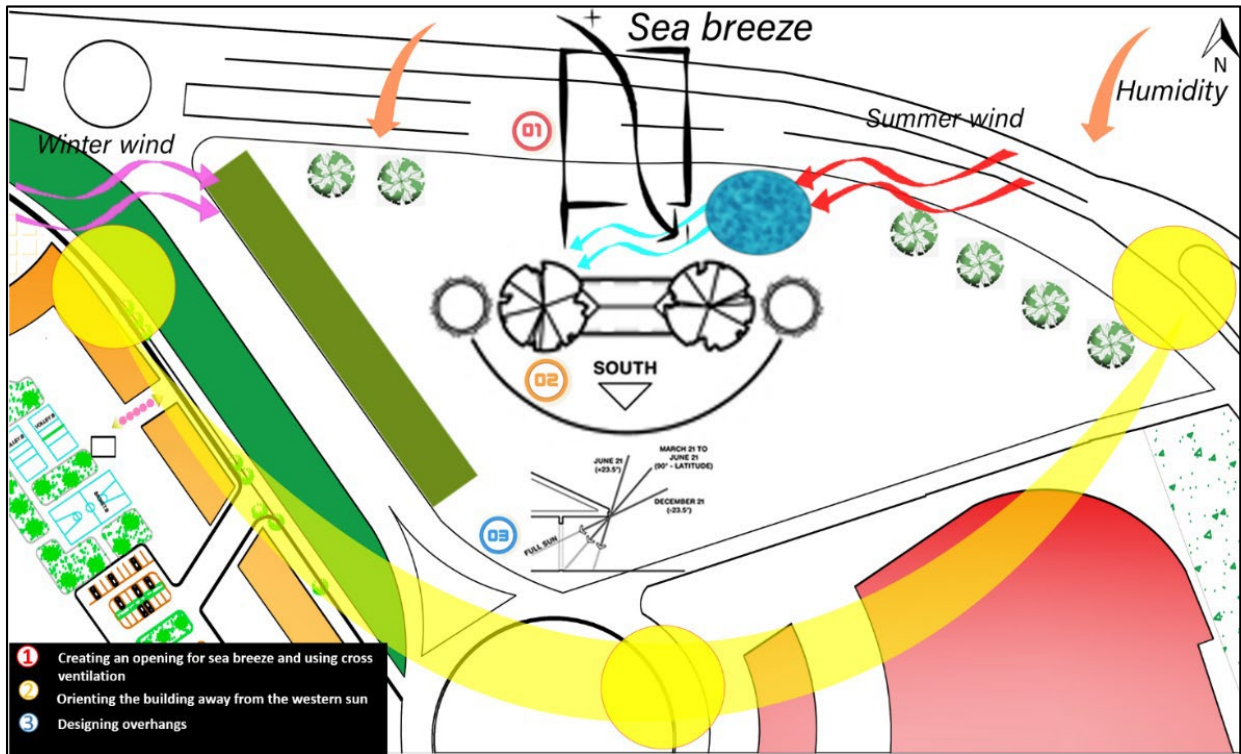 Sea breeze
N
Humidity
Summer wind
Winter wind
01
02
SOUTH
MARCH 21 TO
JUNE 21
(90° - LATITUDE)
JUNE 21
(+23.5°)
DECEMBER 21
(-23.5°)
FULL SUN
03
1 Creating an opening for sea breeze and using cross
ventilation
2 Orienting the building away from the western sun
3 Designing overhangs